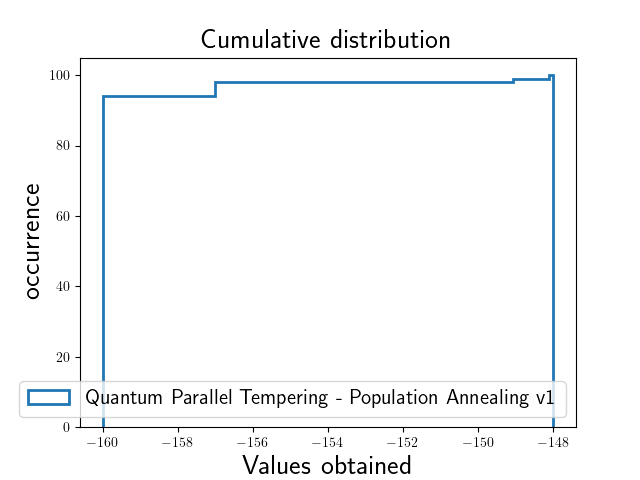 Cumulative distribution
occurrence
100
80
60
40
20
0
Quantum Parallel Tempering - Population Annealing v1
−160 −158 −156 −154 −152 −150 −148
Values obtained